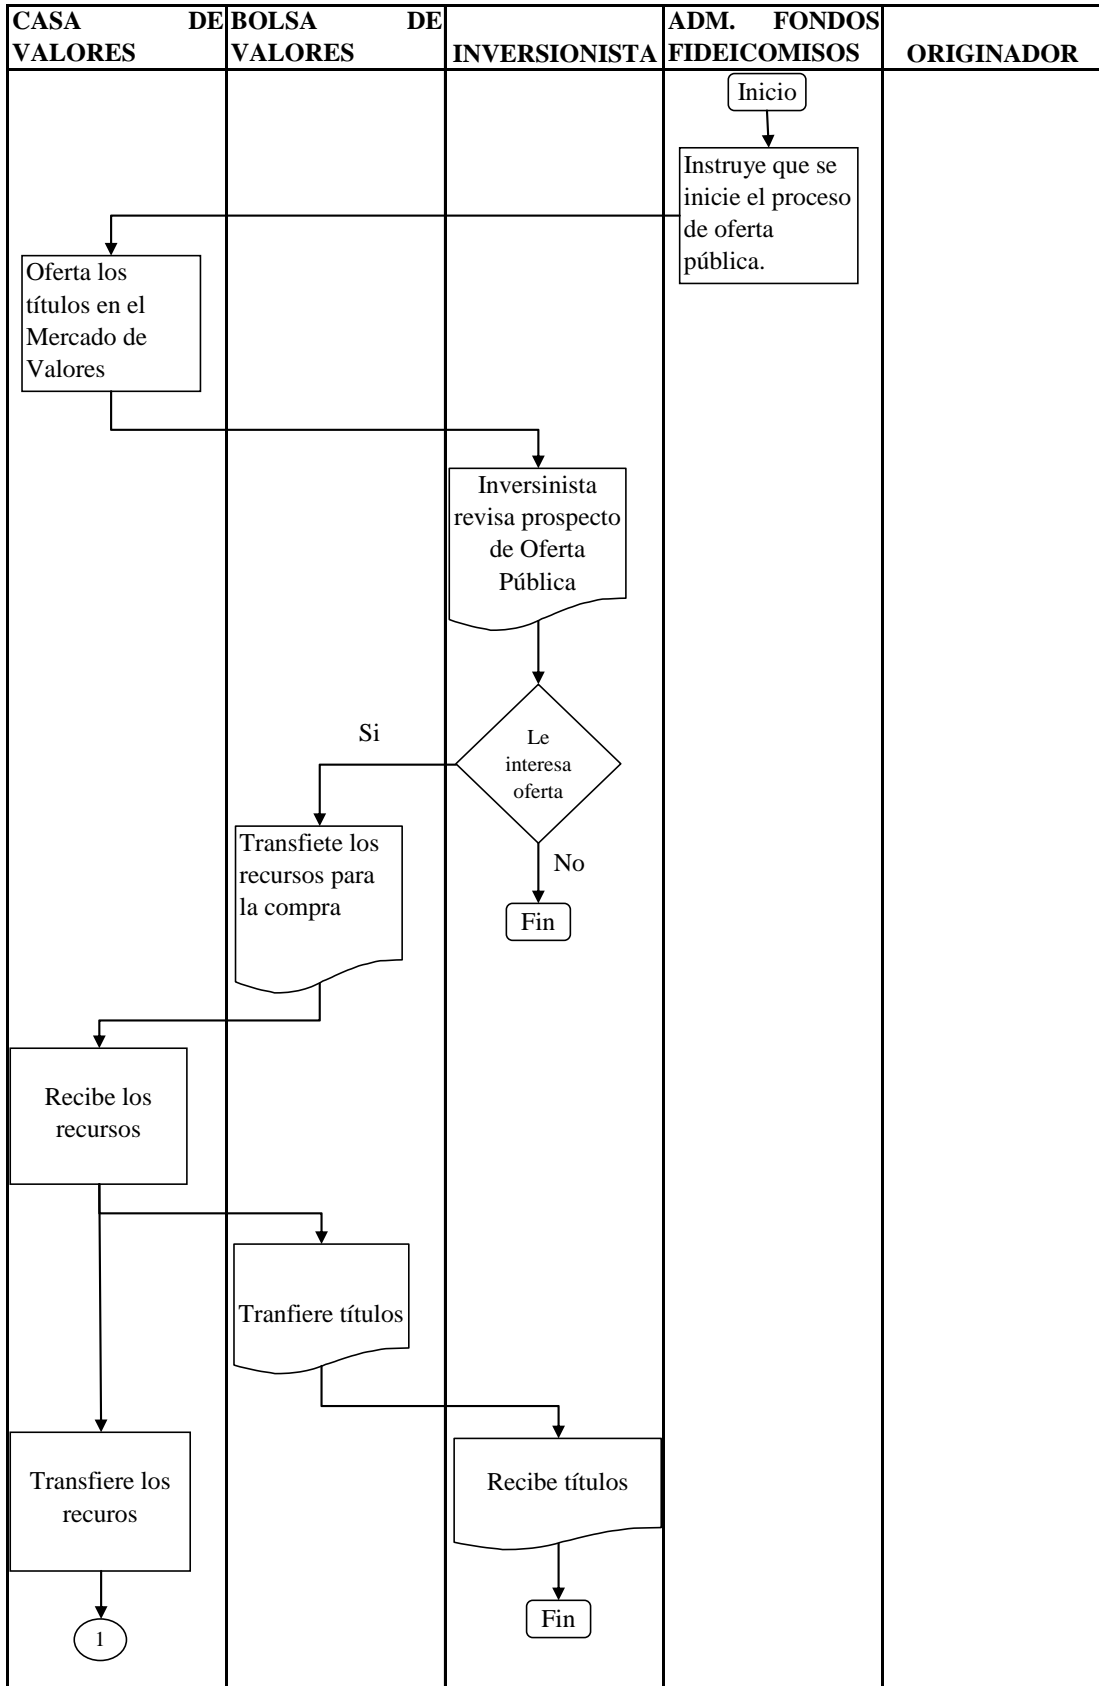 CASA DE
VALORES
BOLSA DE
VALORES
INVERSIONISTA
ADM. FONDOS
FIDEICOMISOS
ORIGINADOR
Inicio
Instruye que se
inicie el proceso
de oferta
pública.
Oferta los
títulos en el
Mercado de
Valores
Inversinista
revisa prospecto
de Oferta
Pública
Le
interesa
oferta
Si
No
Transfiete los
recursos para
la compra
Fin
Recibe los
recursos
Tranfiere títulos
Transfiere los
recuros
Recibe títulos
Fin
1